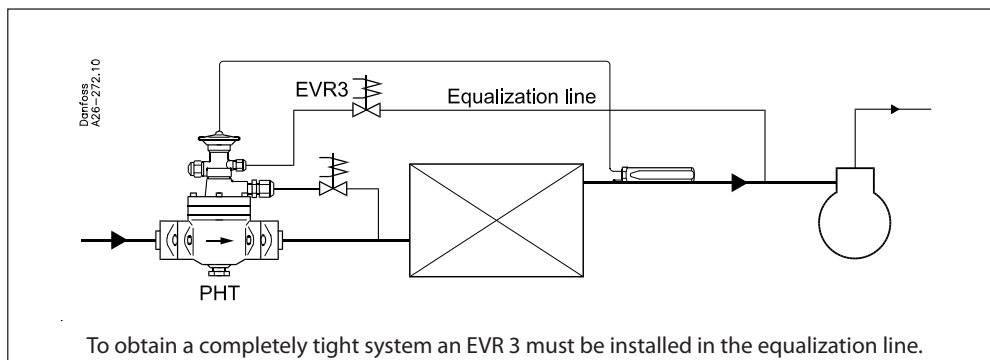 Danfoss
A26-272.10
EVR3
Equalization line
PHT
To obtain a completely tight system an EVR 3 must be installed in the equalization line.